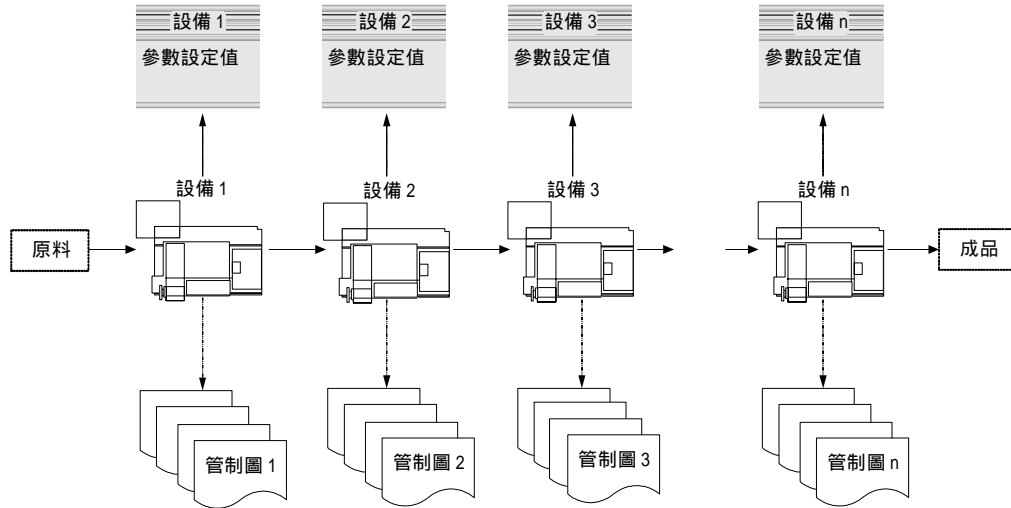 設備 1
設備 2
設備 3
設備 n
參數設定值
參數設定值
參數設定值
參數設定值
設備 1
設備 2
設備 3
設備 n
原料
成品
管制圖 1
管制圖 2
管制圖 3
管制圖 n